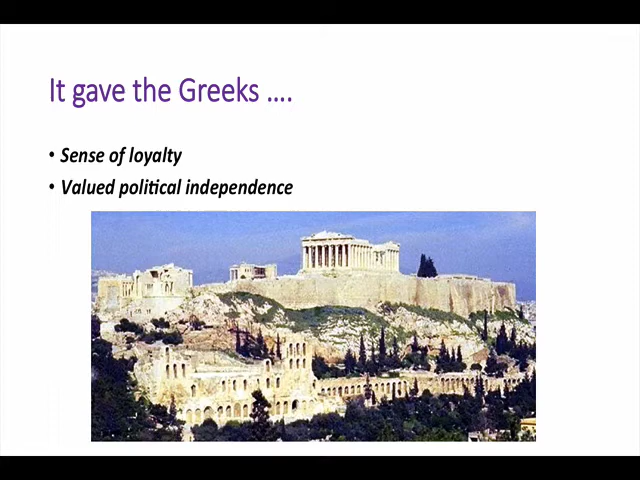 It gave the Greeks ....
• Sense of loyalty
• Valued political independence